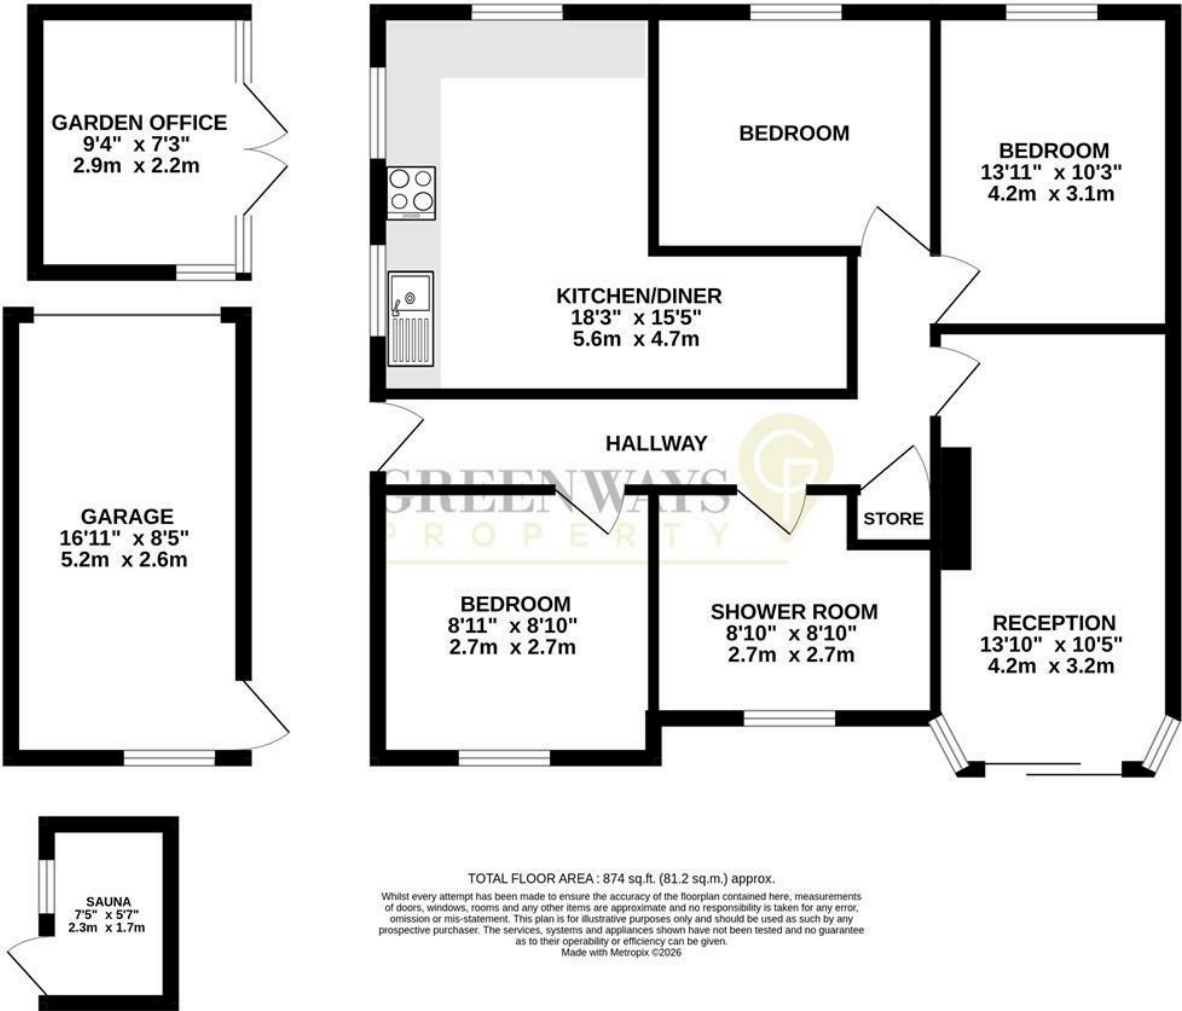 GARDEN OFFICE
9'4" x 7'3"
2.9m x 2.2m
BEDROOM
BEDROOM
13'11" x 10'3"
4.2m x 3.1m
KITCHEN/DINER
18'3" x 15'5"
5.6m x 4.7m
HALLWAY
GREENWAYS
PROPERTY
G
STORE
GARAGE
16'11" x 8'5"
5.2m x 2.6m
BEDROOM
8'11" x 8'10"
2.7m x 2.7m
SHOWER ROOM
8'10" x 8'10"
2.7m x 2.7m
RECEPTION
13'10" x 10'5"
4.2m x 3.2m
SAUNA
7'5" x 5'7"
2.3m x 1.7m
TOTAL FLOOR AREA : 874 sq.ft. (81.2 sq.m.) approx.
Whilst every attempt has been made to ensure the accuracy of the floorplan contained here, measurements
of doors, windows, rooms and any other items are approximate and no responsibility is taken for any error,
omission or mis-statement. This plan is for illustrative purposes only and should be used as such by any
prospective purchaser. The services, systems and appliances shown have not been tested and no guarantee
as to their operability or efficiency can be given.
Made with Metropix ©2026